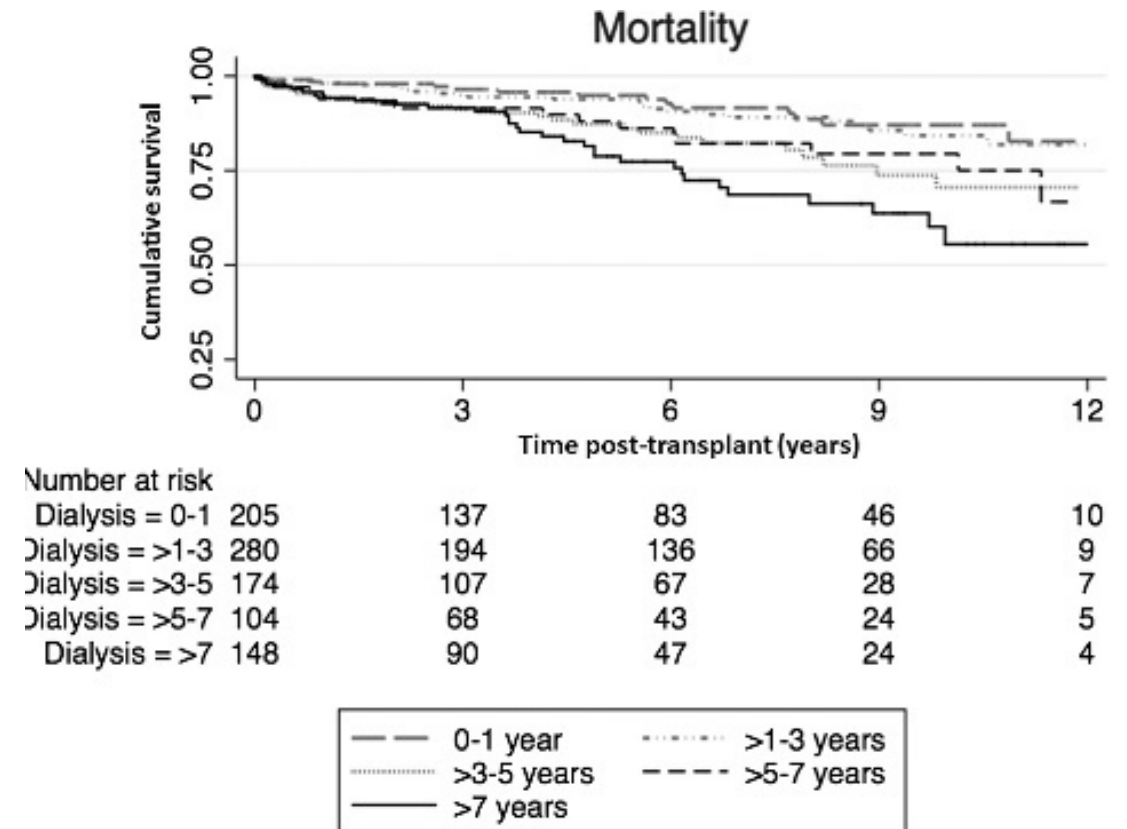 Mortality
Cumulative survival
1.00
0.75
0.50
0.25
0 3 6 9 12
Time post-transplant (years)
Number at risk
Dialysis = 0-1 205 137 83 46 10
Dialysis = >1-3 280 194 136 66 9
Dialysis = >3-5 174 107 67 28 7
Dialysis = >5-7 104 68 43 24 5
Dialysis = >7 148 90 47 24 4
0-1 year >1-3 years
>3-5 years >5-7 years
>7 years